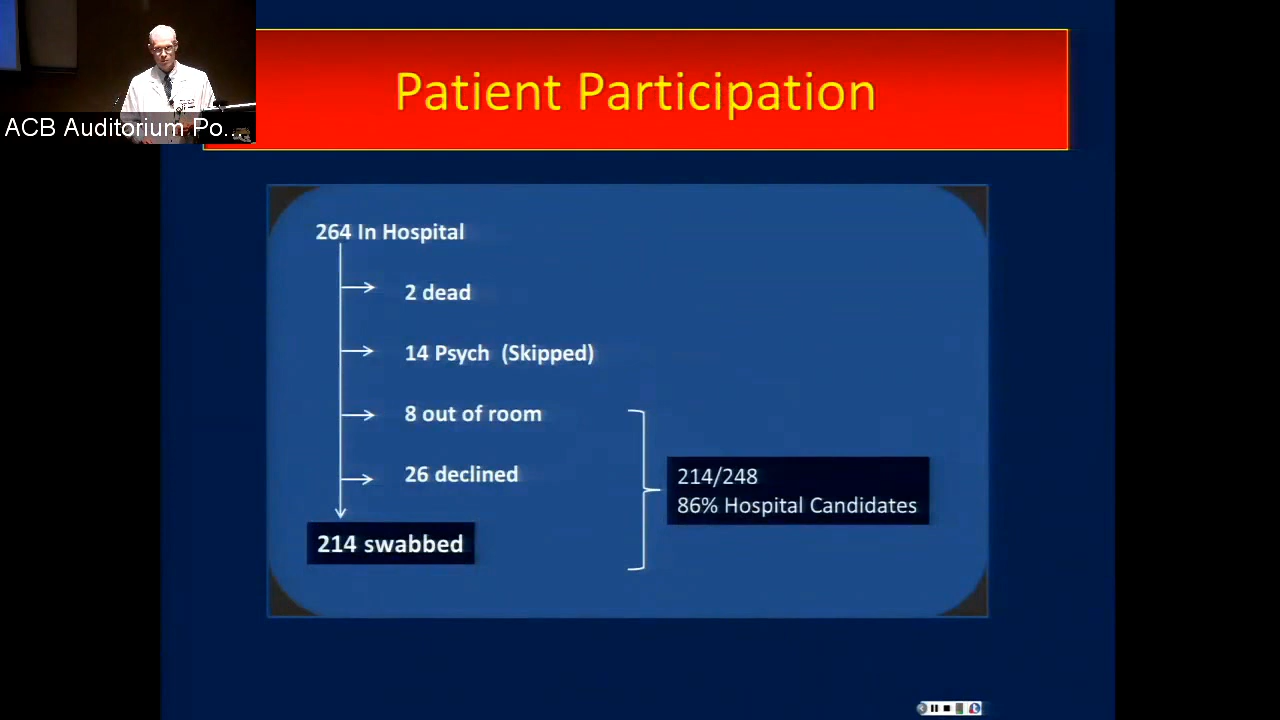 Patient Participation
ACB Auditorium Po...
264 In Hospital
2 dead
14 Psych (Skipped)
8 out of room
26 declined
214/248
86% Hospital Candidates
214 swabbed